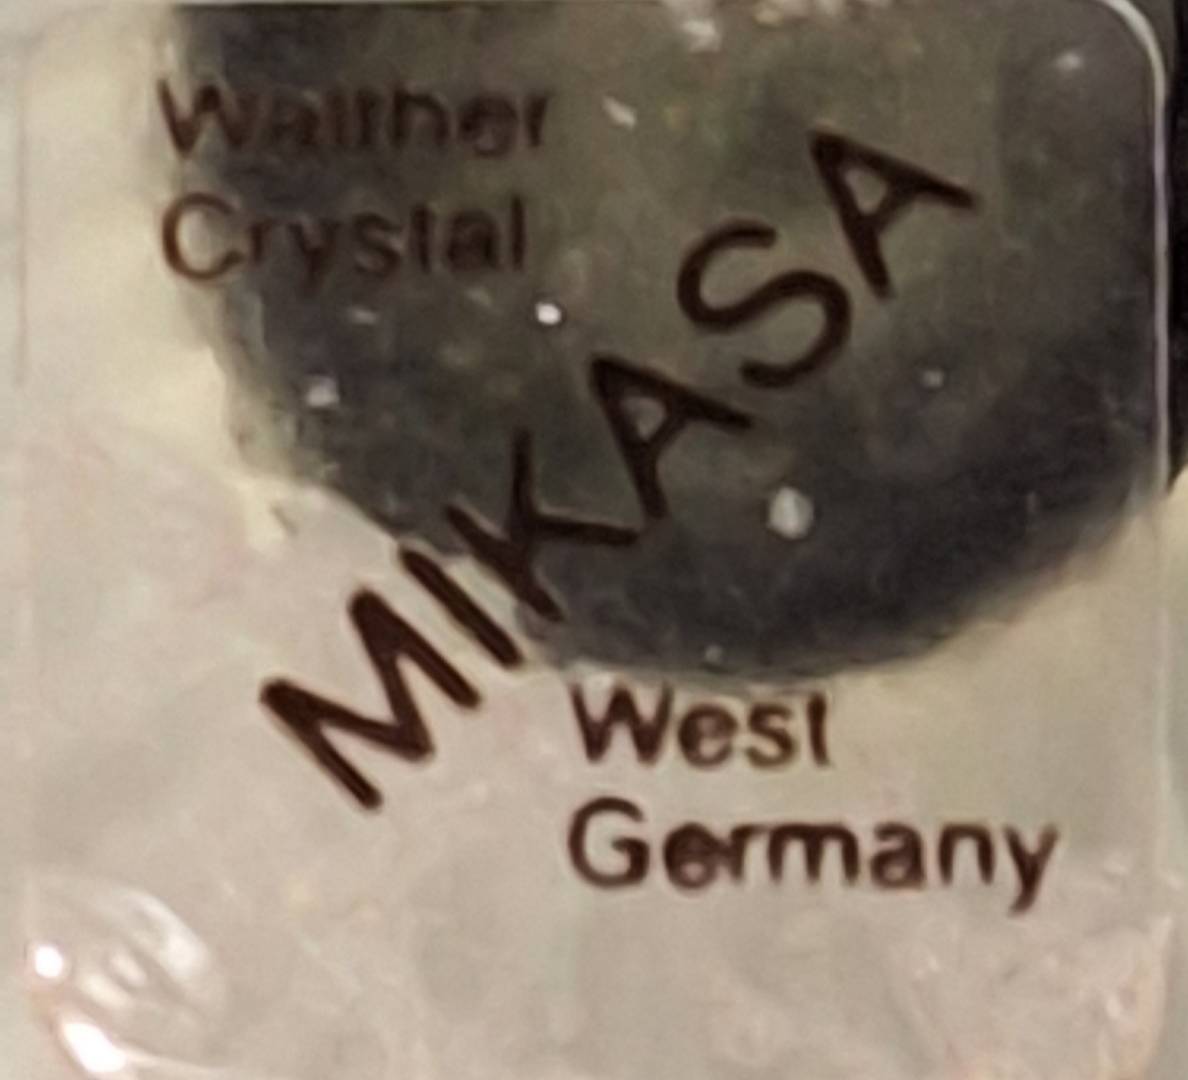 Walther
Crystal
MIKASA
West
Germany